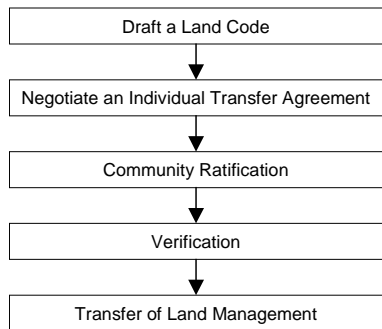 Draft a Land Code
Negotiate an Individual Transfer Agreement
Community Ratification
Verification
Transfer of Land Management